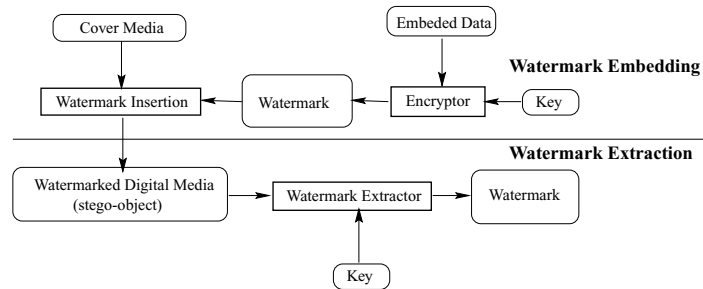 Cover Media
Embeded Data
Watermark Embedding
Watermark Insertion
Watermark
Encryptor
Key
Watermark Extraction
Watermarked Digital Media
(stego-object)
Watermark Extractor
Watermark
Key